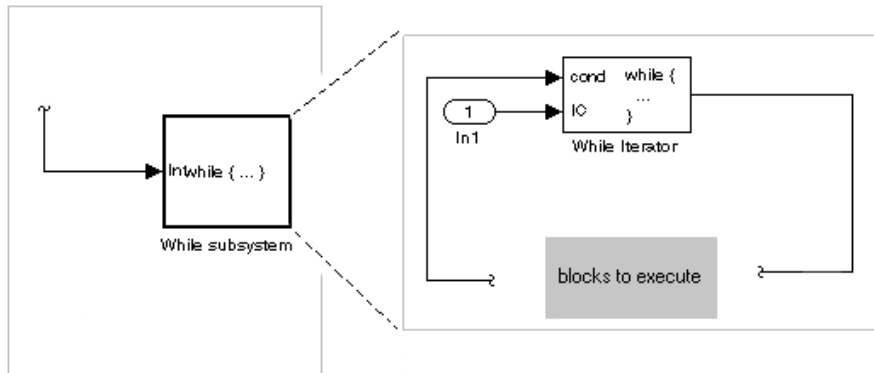 In1
while { ... }
While subsystem
1
In1
cond
while {
...
IC
}
While Iterator
blocks to execute